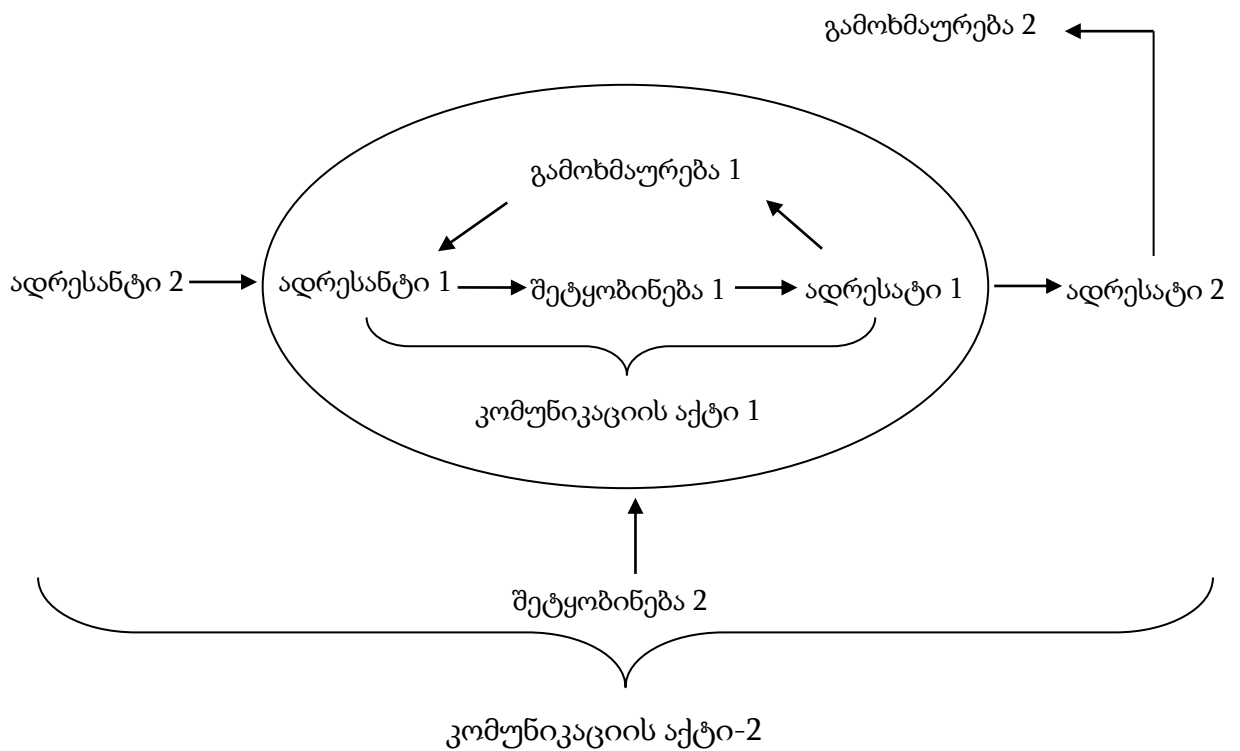 გამოხმაურება 2
გამოხმაურება 1
ადრესანტი 2 ადრესანტი 1 შეტყობინება 1 ადრესატი 1 ადრესატი 2
კომუნიკაციის აქტი 1
შეტყობინება 2
კომუნიკაციის აქტი-2